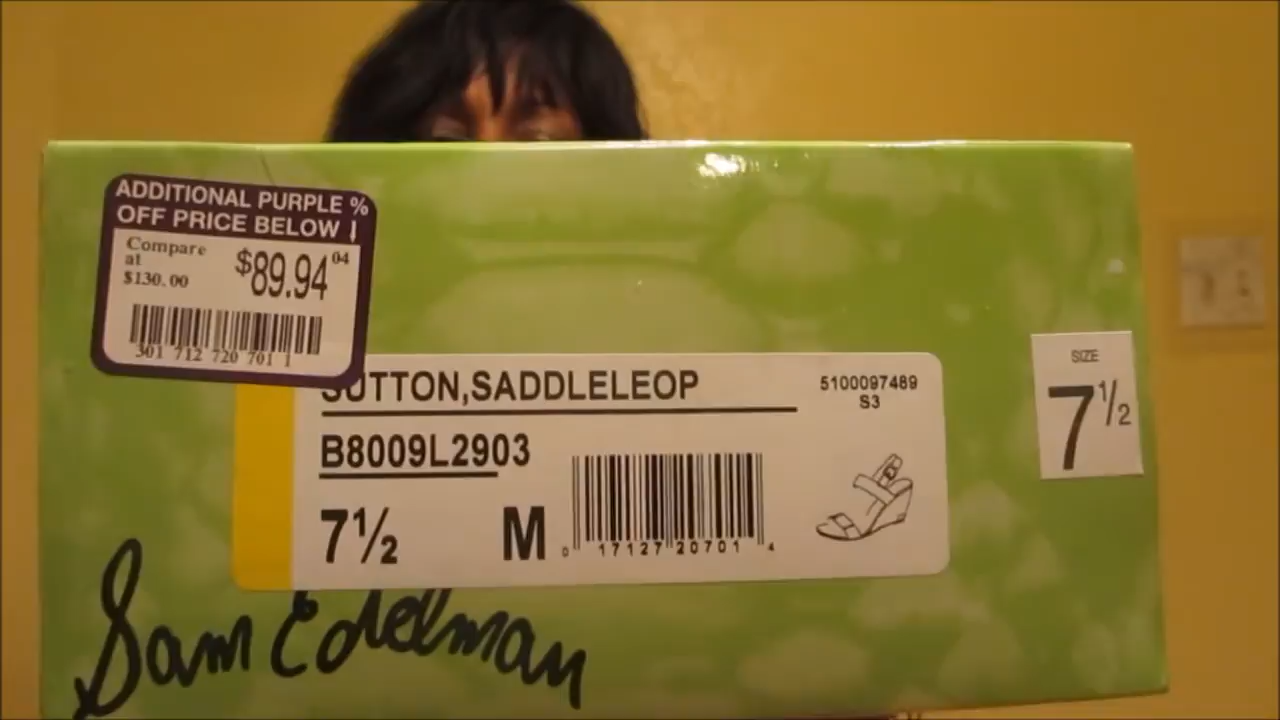 ADDITIONAL PURPLE %
OFF PRICE BELOW
Compare
at
$130.00
$89.94 04
301 712 720 701 1
SUTTON,SADDLELEOP
5100097489
S3
B8009L2903
7½
M
0 17127 20701 4
SIZE
7½
Sam Edelman